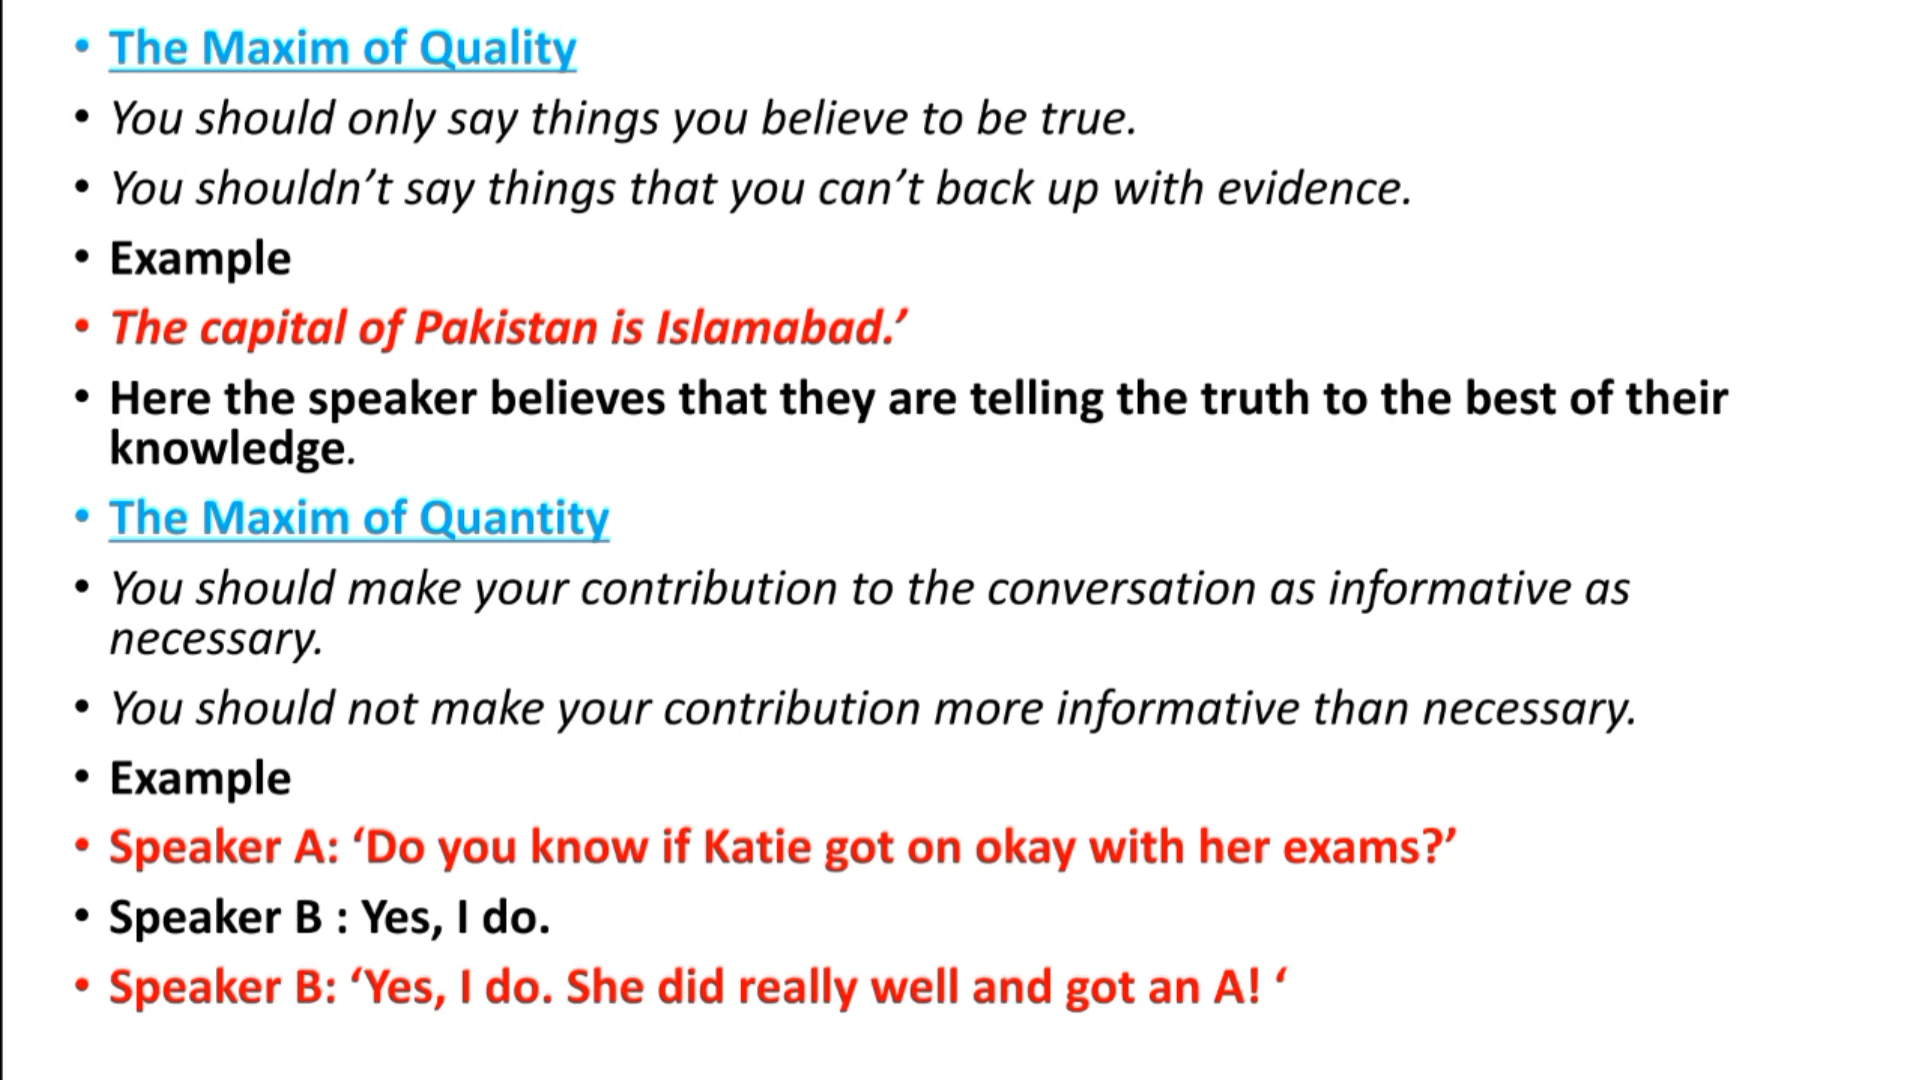 • The Maxim of Quality
• You should only say things you believe to be true.
• You shouldn’t say things that you can’t back up with evidence.
• Example
• The capital of Pakistan is Islamabad.’
• Here the speaker believes that they are telling the truth to the best of their
knowledge.
• The Maxim of Quantity
• You should make your contribution to the conversation as informative as
necessary.
• You should not make your contribution more informative than necessary.
• Example
• Speaker A: ‘Do you know if Katie got on okay with her exams?’
• Speaker B : Yes, I do.
• Speaker B: ‘Yes, I do. She did really well and got an A! ‘